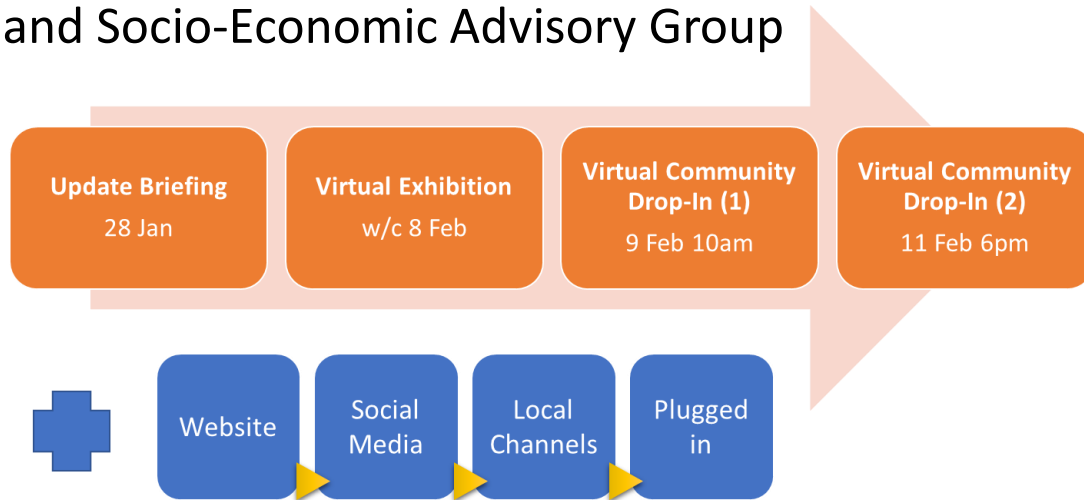 and Socio-Economic Advisory Group
Update Briefing
28 Jan
Virtual Exhibition
w/c 8 Feb
Virtual Community
Drop-In (1)
9 Feb 10am
Virtual Community
Drop-In (2)
11 Feb 6pm
Website
Social
Media
Local
Channels
Plugged
in